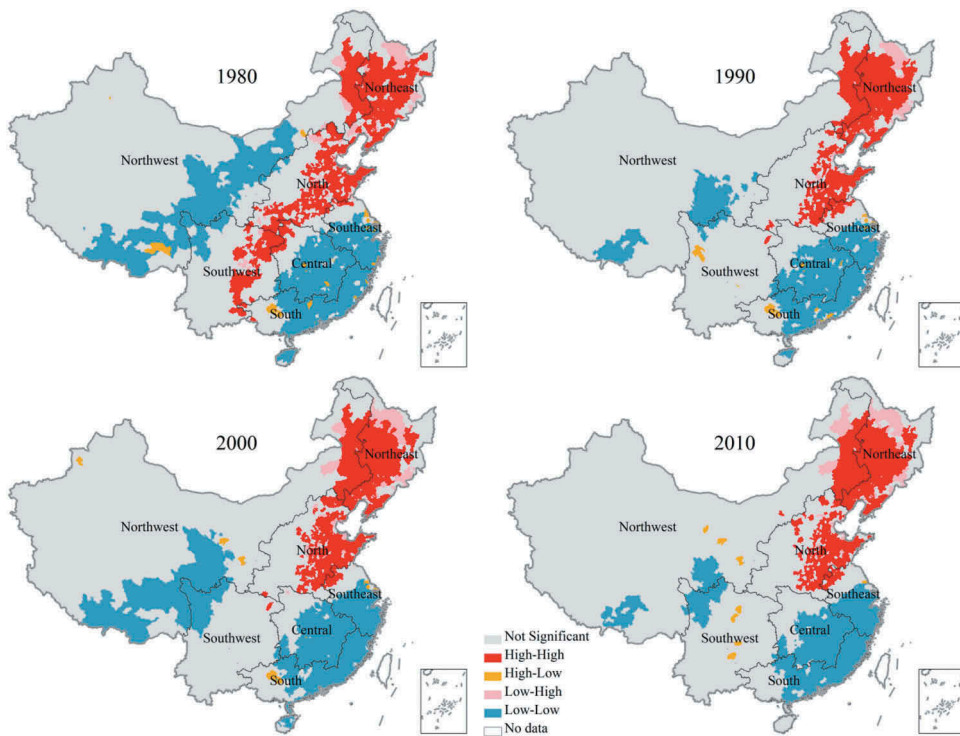 1980
Northeast
Northwest
North
Southeast
Central
Southwest
South
1990
Northeast
Northwest
North
Southeast
Central
Southwest
South
2000
Northeast
Northwest
North
Southeast
Central
Southwest
South
2010
Northeast
Northwest
North
Southeast
Central
Southwest
South
Not Significant
High-High
High-Low
Low-High
Low-Low
No data